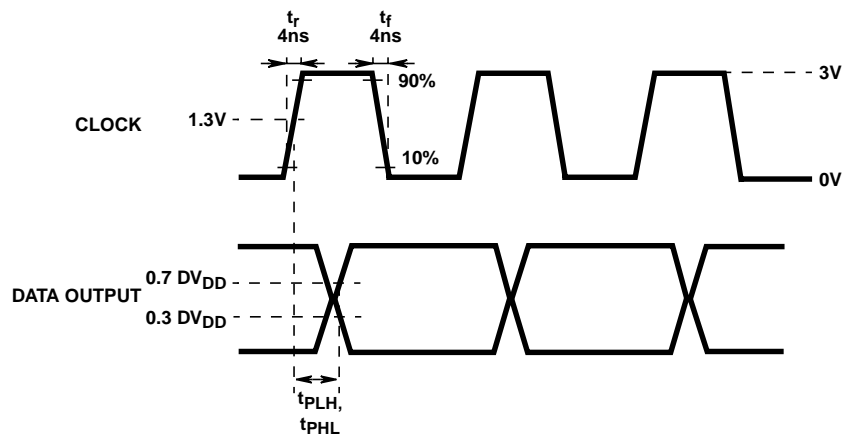 tr
4ns
tf
4ns
90%
3V
CLOCK
1.3V
10%
0V
0.7 DVDD
DATA OUTPUT
0.3 DVDD
tPLH,
tPHL